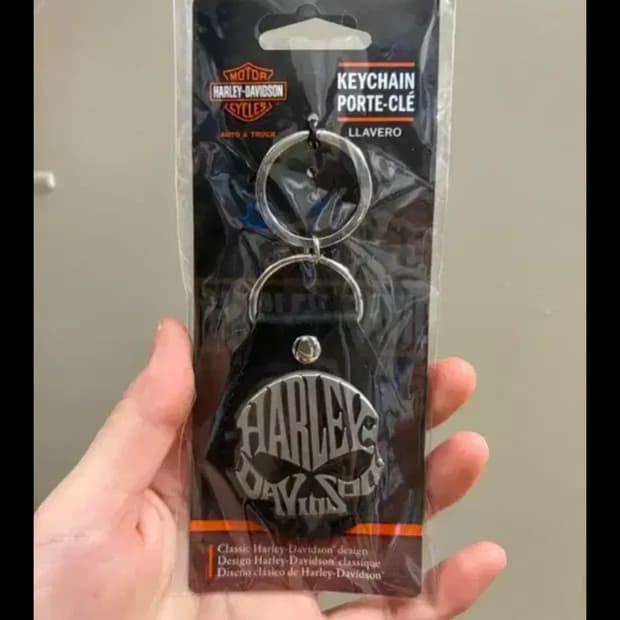 MOTOR
HARLEY-DAVIDSON
CYCLES
AUTO & TRUCK
KEYCHAIN
PORTE-CLÉ
LLAVERO
HARLEY
DAVIDSON
Classic Harley-Davidson® design
Design Harley-Davidson® classique
Diseño clásico de Harley-Davidson®